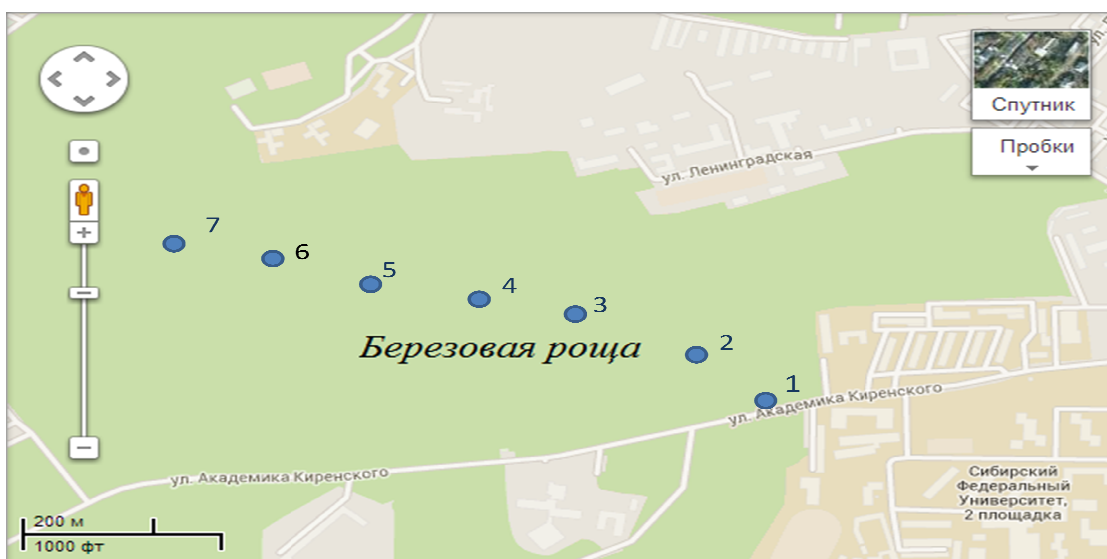 Спутник
Пробки
ул. Ленинградская
7
6
5
4
3
Березовая роща
2
1
ул. Академика Киренского
ул. Академика Киренского
Сибирский
Федеральный
Университет,
2 площадка
200 м
1000 фт